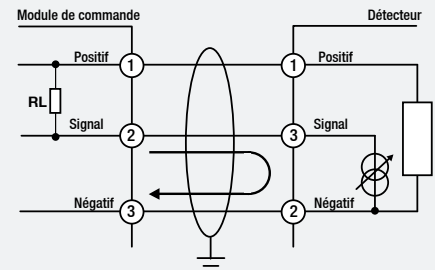 Module de commande
Détecteur
Positif
1
1
Positif
RL
Signal
2
3
Signal
Négatif
3
2
Négatif